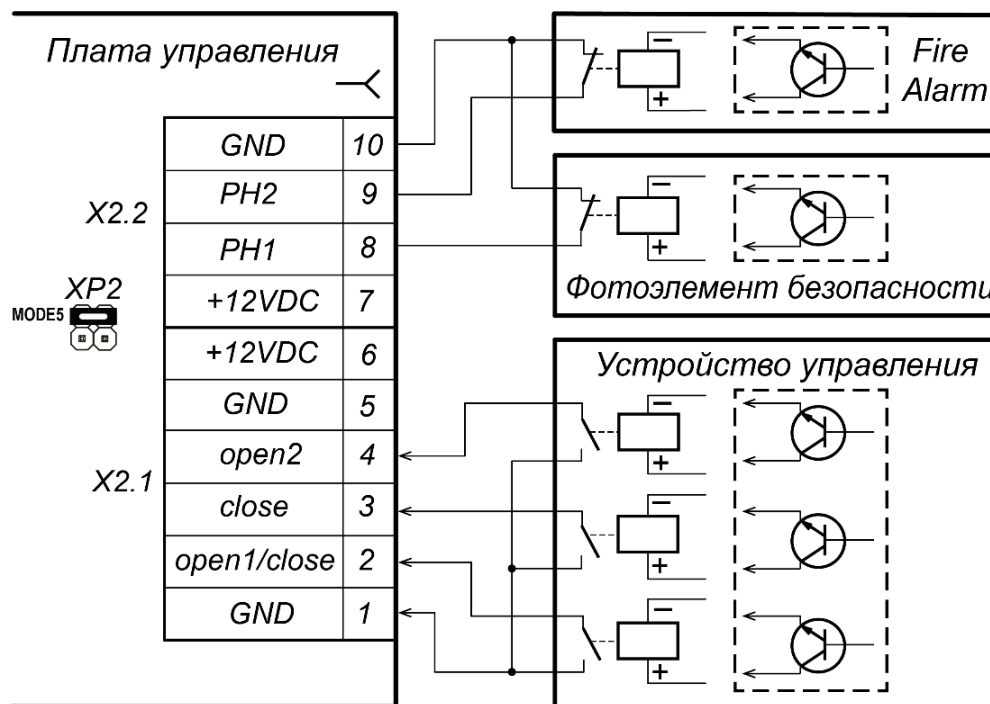 Плата управления
GND 10
PH2 9
PH1 8
+12VDC 7
+12VDC 6
GND 5
open2 4
close 3
open1/close 2
GND 1
X2.2
XP2
MODE5
X2.1
Fire
Alarm
− +
− +
Фотоэлемент безопасности
Устройство управления
− +
− +
− +